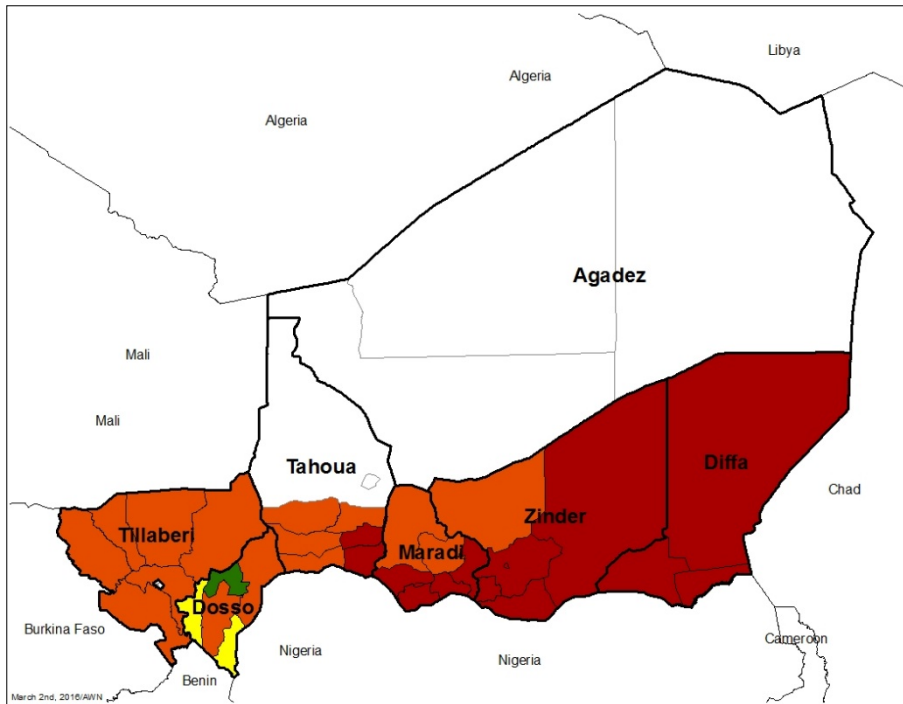 Libya
Algeria
Algeria
Agadez
Mali
Mali
Tahoua
Diffa
Chad
Zinder
Tillaberi
Maradi
Dosso
Burkina Faso
Cameroon
Nigeria
Nigeria
Benin
March 2nd, 2016/AWN